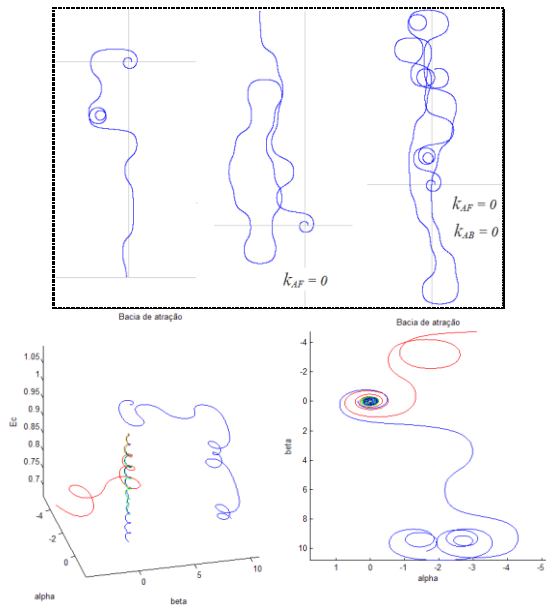 k_AF = 0
k_AF = 0
k_AB = 0
Bacia de atração
1.05
1
0.95
0.9
0.85
0.8
0.75
0.7
Ec
-4
-2
0
alpha
0
5
10
beta
Bacia de atração
-4
-2
0
2
4
6
8
10
beta
1
0
-1
-2
-3
-4
-5
alpha